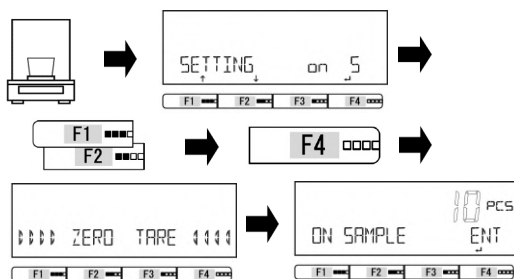 SETTING on 5
F1 F2 F3 F4
F1
F2
F4
ZERO TARE
F1 F2 F3 F4
10 PCS
ON SAMPLE ENT
F1 F2 F3 F4